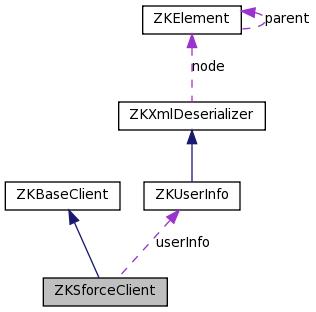 ZKElement
parent
node
ZKXmlDeserializer
ZKBaseClient
ZKUserInfo
userInfo
ZKSforceClient